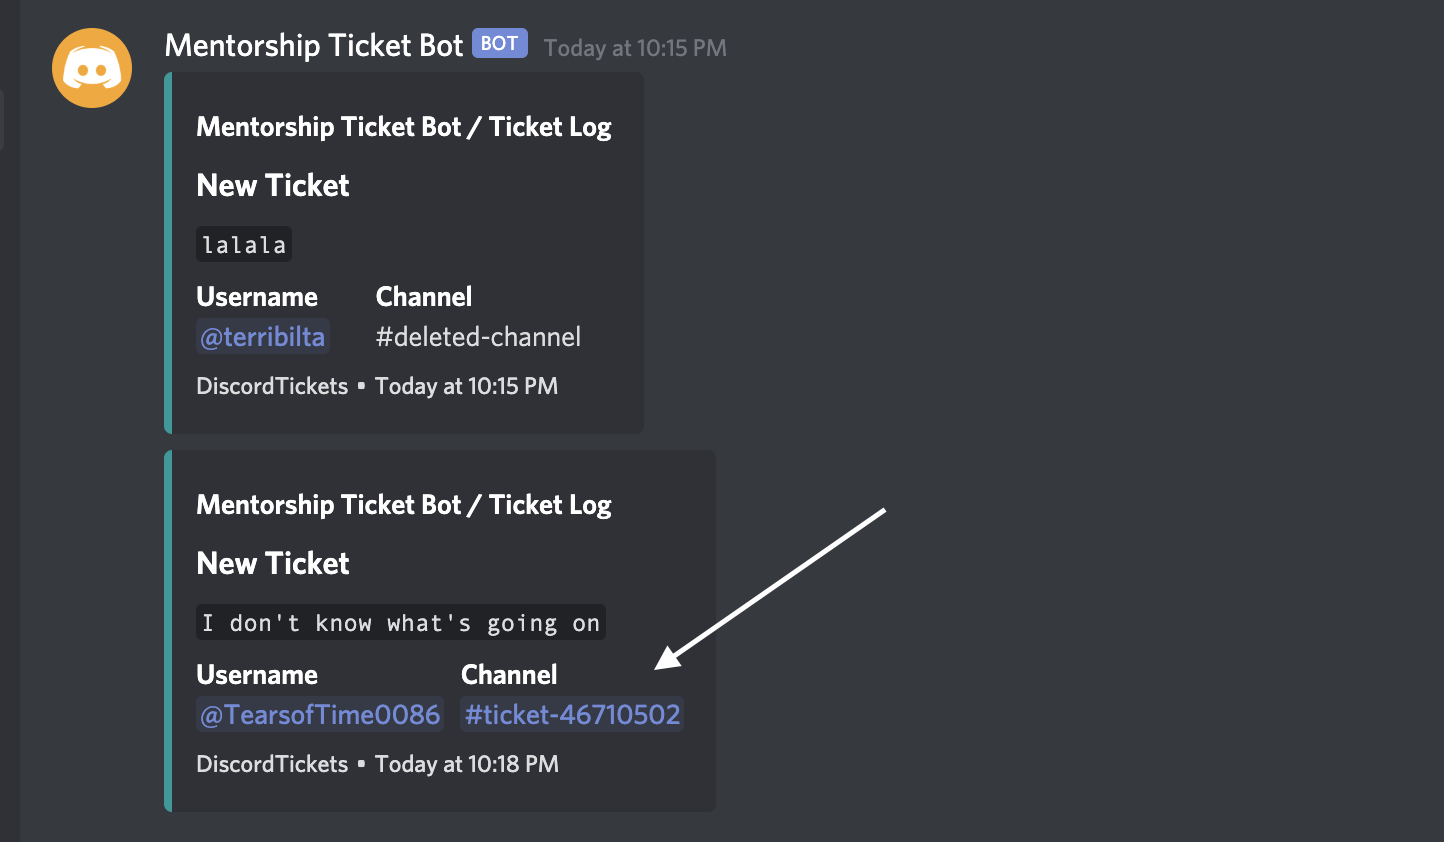 Mentorship Ticket Bot BOT Today at 10:15 PM
Mentorship Ticket Bot / Ticket Log
New Ticket
lalala
Username Channel
@terribilta #deleted-channel
DiscordTickets • Today at 10:15 PM
Mentorship Ticket Bot / Ticket Log
New Ticket
I don't know what's going on
Username Channel
@TearsofTime0086 #ticket-46710502
DiscordTickets • Today at 10:18 PM